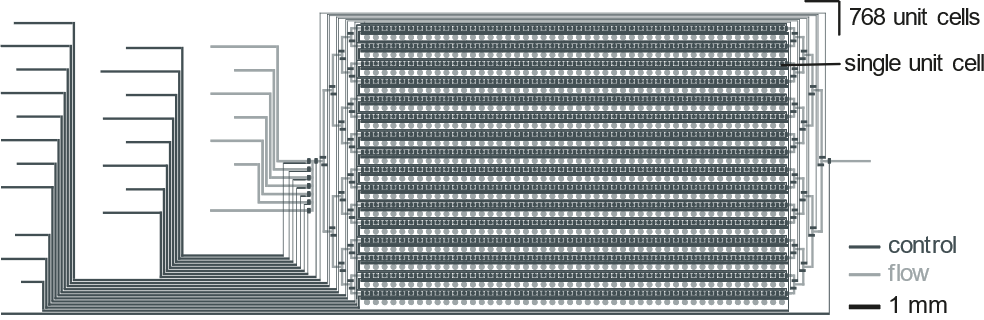 768 unit cells
single unit cell
control
flow
1 mm